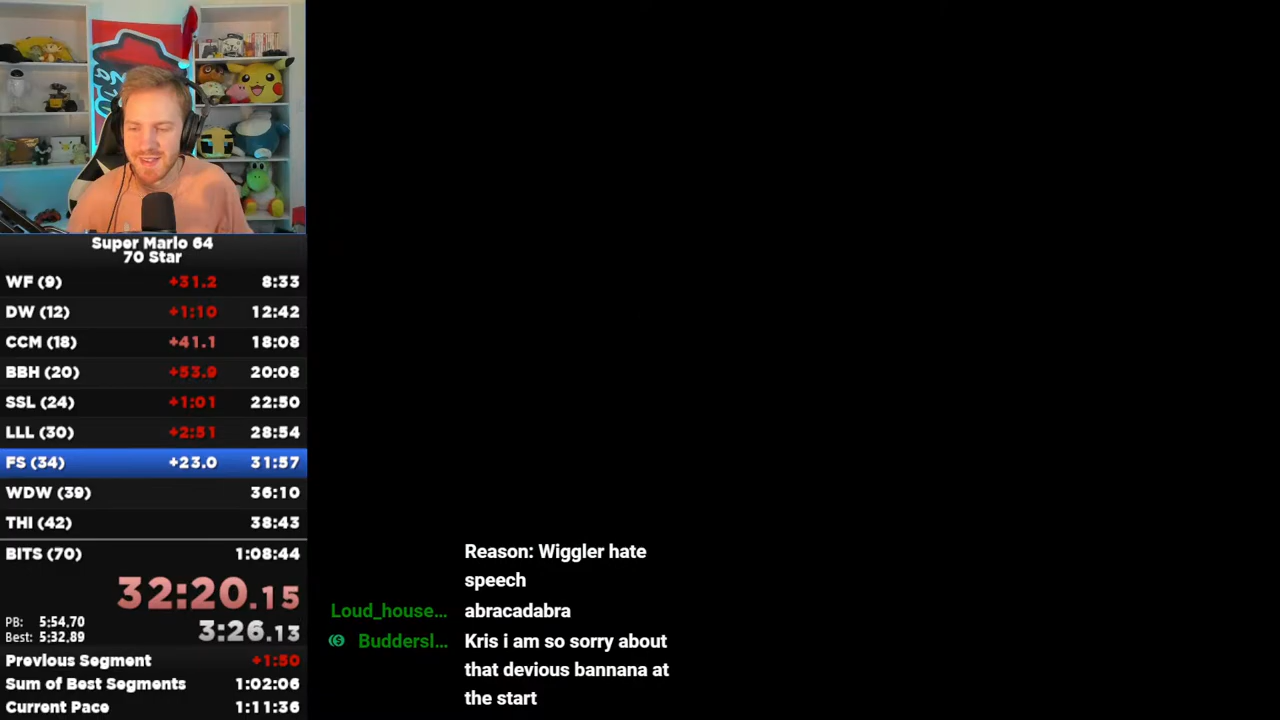 Super Mario 64
70 Star
WF (9) +31.2 8:33
DW (12) +1:10 12:42
CCM (18) +41.1 18:08
BBH (20) +53.9 20:08
SSL (24) +1:01 22:50
LLL (30) +2:51 28:54
FS (34) +23.0 31:57
WDW (39) 36:10
THI (42) 38:43
BITS (70) 1:08:44
32:20.15
PB: 5:54.70
Best: 5:32.89
3:26.13
Previous Segment +1:50
Sum of Best Segments 1:02:06
Current Pace 1:11:36
Reason: Wiggler hate
speech
Loud_house... abracadabra
Buddersl... Kris i am so sorry about
that devious bannana at
the start